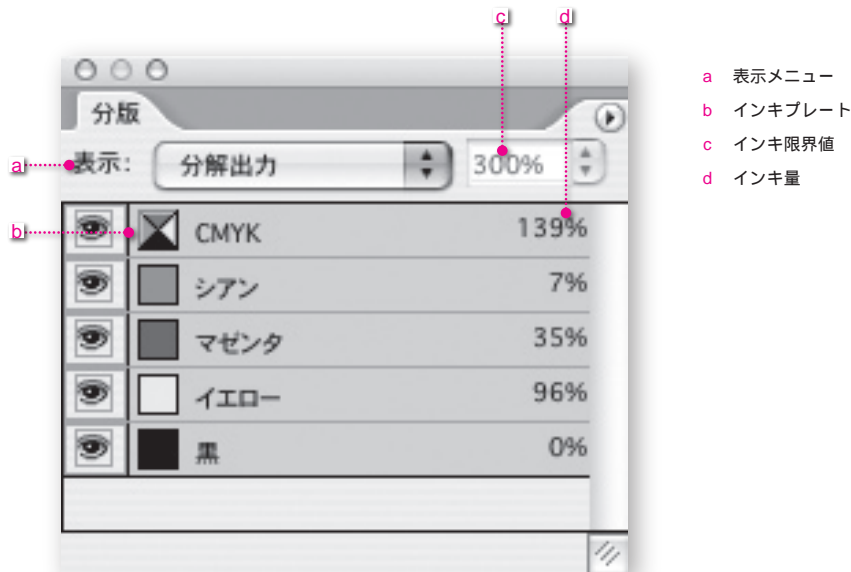 c d
分版
a 表示: 分解出力 300%
b CMYK 139%
シアン 7%
マゼンタ 35%
イエロー 96%
黒 0%
a 表示メニュー
b インキプレート
c インキ限界値
d インキ量